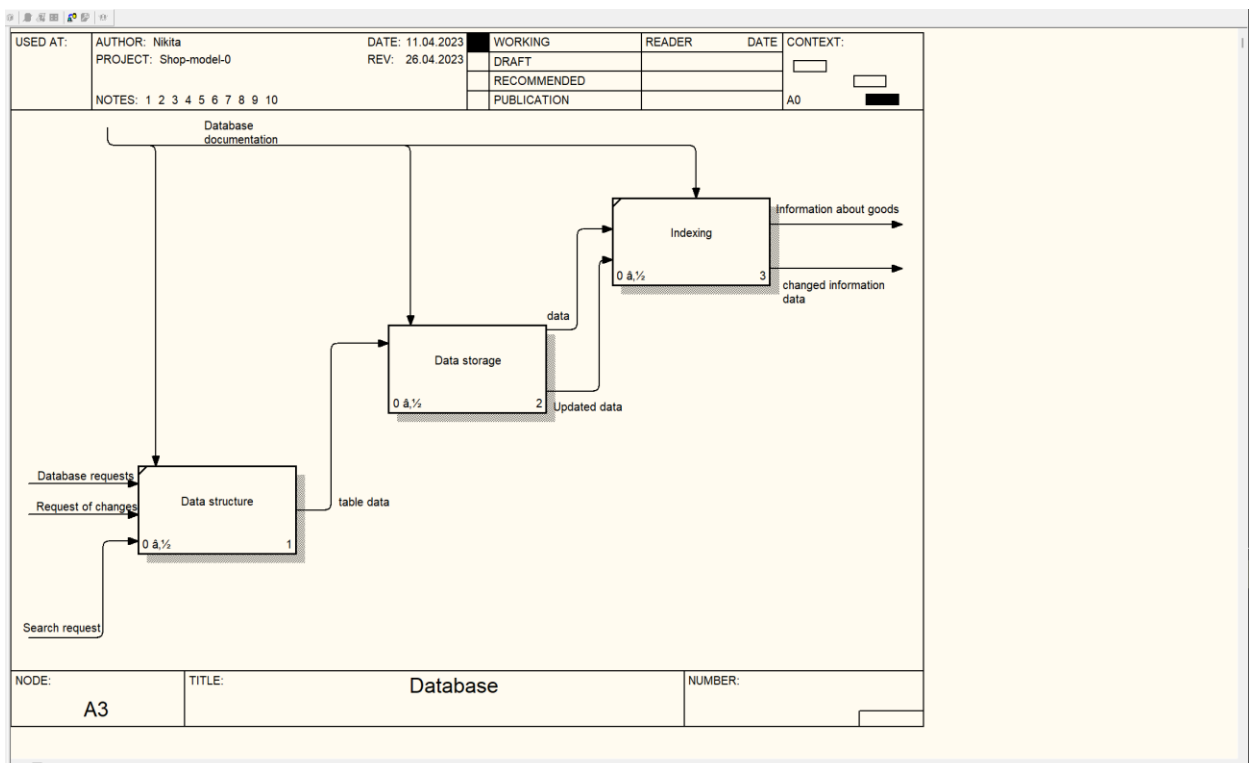 USED AT:
AUTHOR: Nikita
DATE: 11.04.2023
WORKING
READER
DATE
CONTEXT:
PROJECT: Shop-model-0
REV: 26.04.2023
DRAFT
RECOMMENDED
NOTES: 1 2 3 4 5 6 7 8 9 10
PUBLICATION
A0
Database
documentation
Information about goods
Indexing
0 â‚½
3
changed information
data
data
Data storage
0 â‚½
2
Updated data
Database requests
Data structure
table data
Request of changes
0 â‚½
1
Search request
NODE:
TITLE:
Database
NUMBER:
A3